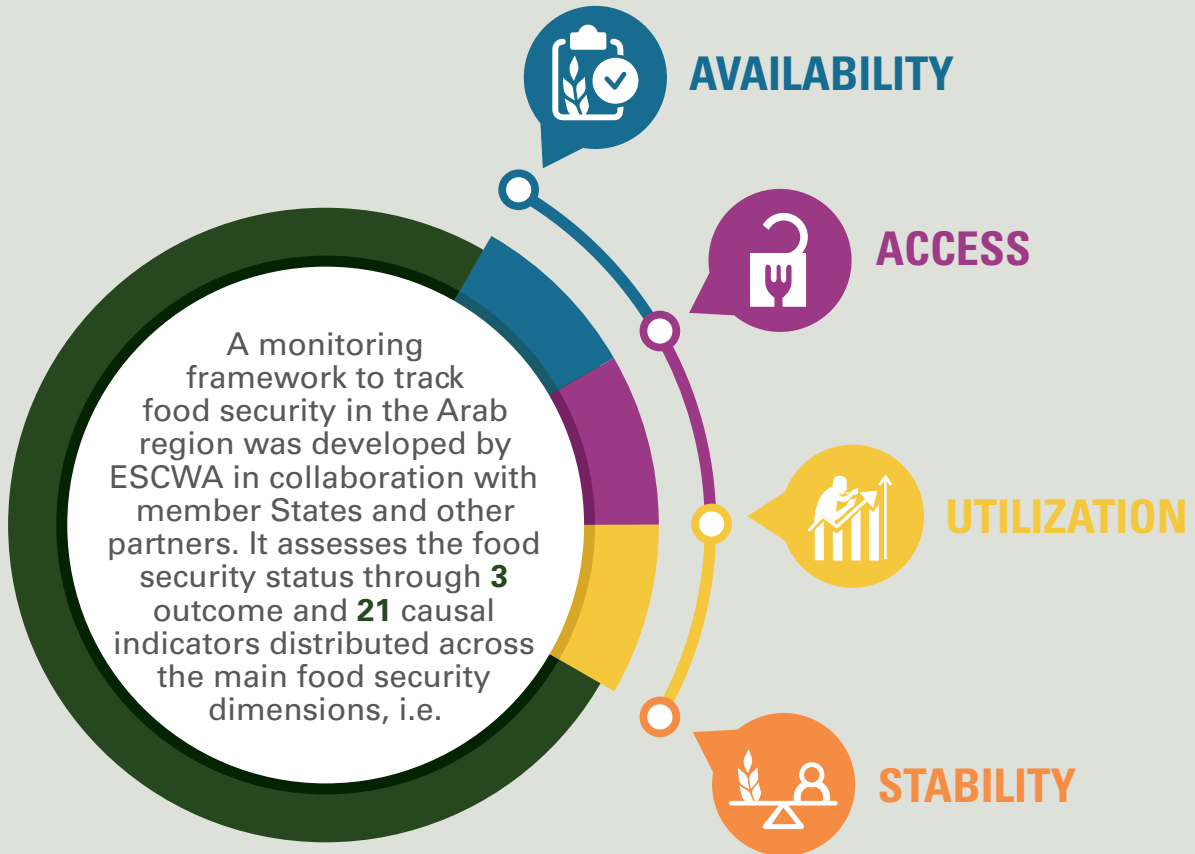 A monitoring
framework to track
food security in the Arab
region was developed by
ESCWA in collaboration with
member States and other
partners. It assesses the food
security status through 3
outcome and 21 causal
indicators distributed across
the main food security
dimensions, i.e.
AVAILABILITY
ACCESS
UTILIZATION
STABILITY